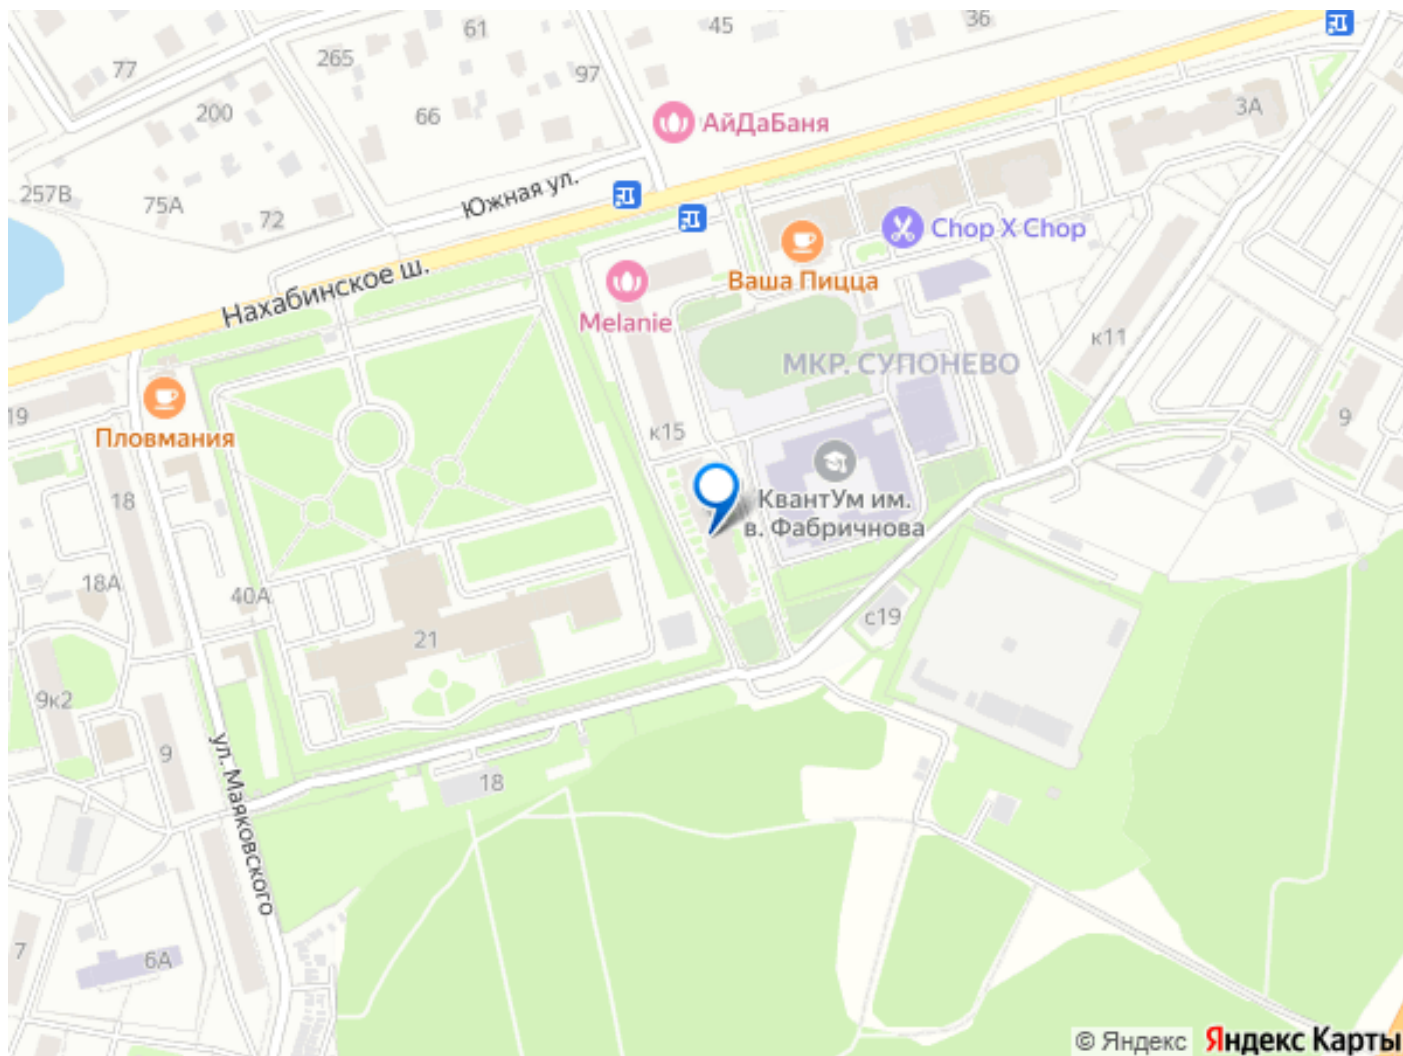 61
45
36
265
77
97
200
66
АйДаБаня
3А
257В
75А
72
Южная ул.
Chop X Chop
Ваша Пицца
Нахабинское ш.
Melanie
МКР. СУПОНЕВО
к11
19
Пловмания
к15
9
18
КвантУм им.
в. Фабричнова
18А
40А
21
с19
9к2
9
18
ул. Маяковского
7
6А
© Яндекс Яндекс Карты